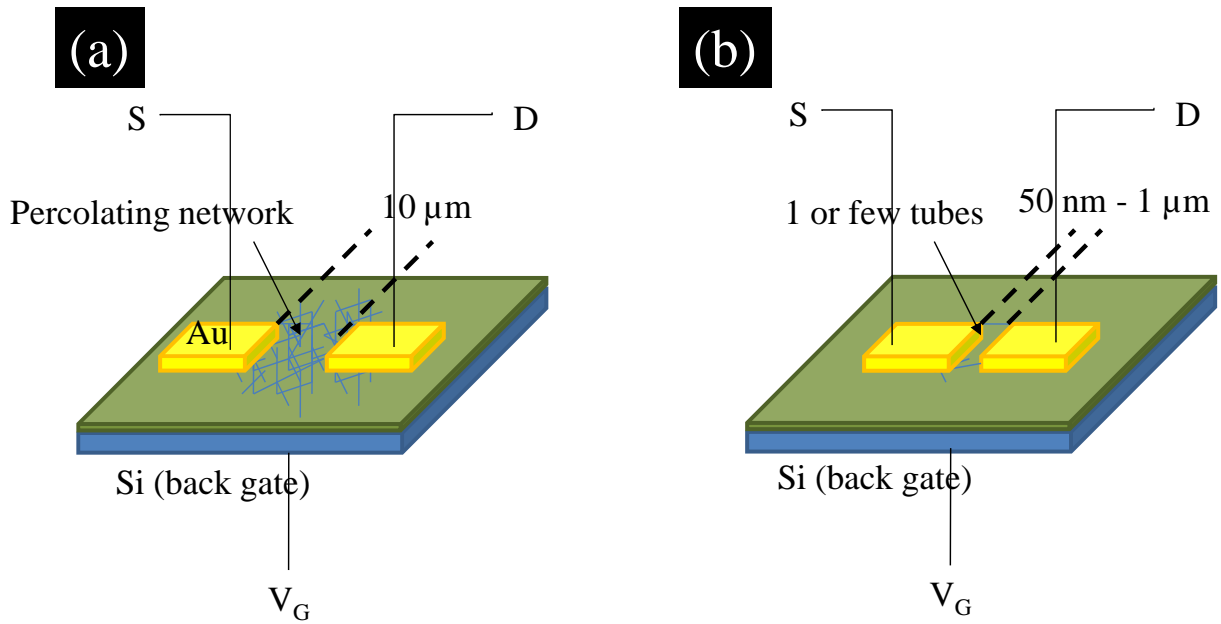 (a)
S
D
Percolating network
10 µm
Au
Si (back gate)
V_G
(b)
S
D
1 or few tubes
50 nm - 1 µm
Si (back gate)
V_G